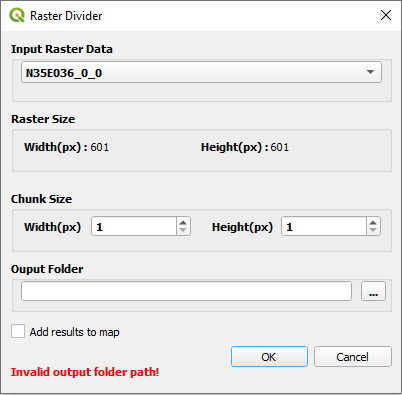 Raster Divider
Input Raster Data
N35E036_0_0
Raster Size
Width(px) : 601 Height(px) : 601
Chunk Size
Width(px) 1 Height(px) 1
Ouput Folder
...
Add results to map
OK Cancel
Invalid output folder path!